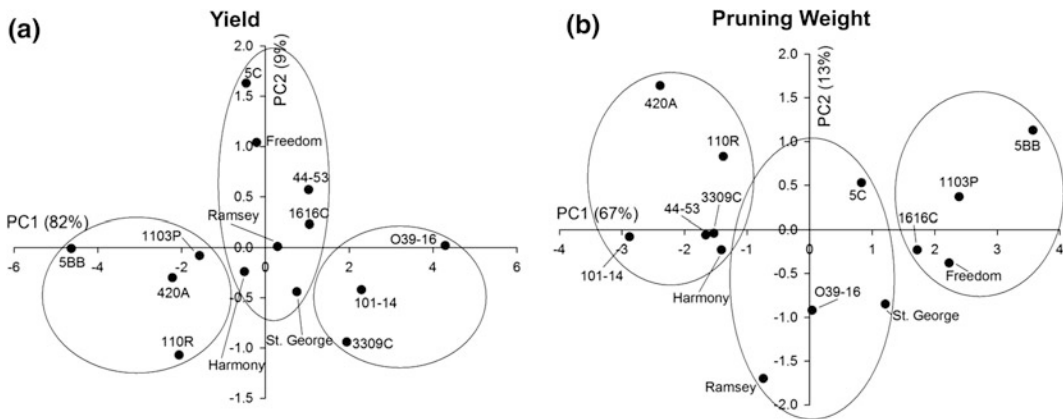 (a)
Yield
PC2 (9%)
2.0
1.5
1.0
0.5
0.0
-0.5
-1.0
-1.5
PC1 (82%)
-6
-4
-2
0
2
4
6
5C
Freedom
44-53
Ramsey
1616C
1103P
O39-16
5BB
420A
101-14
110R
Harmony
St. George
3309C
(b)
Pruning Weight
PC2 (13%)
2.0
1.5
1.0
0.5
0.0
-0.5
-1.0
-1.5
-2.0
PC1 (67%)
-4
-3
-2
-1
0
1
2
3
4
420A
110R
5BB
5C
1103P
44-53
3309C
1616C
101-14
Harmony
Freedom
O39-16
St. George
Ramsey